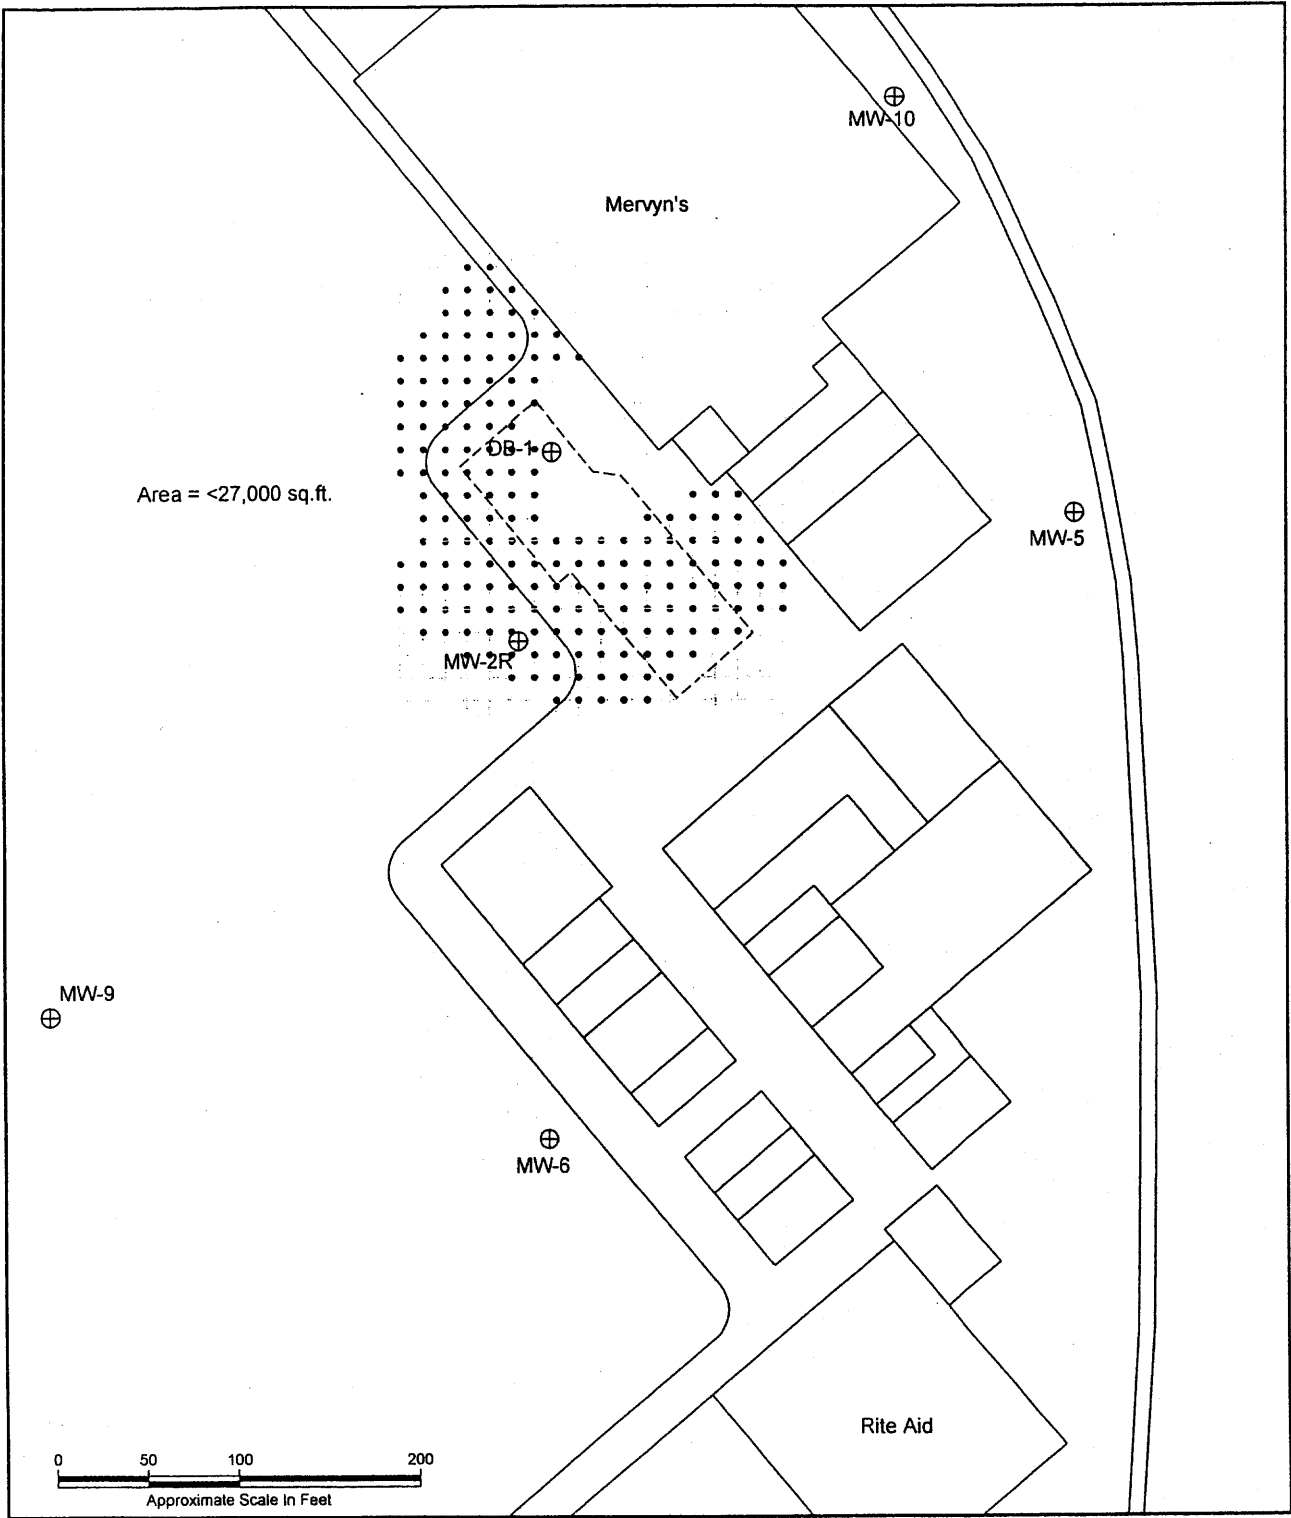 MW-10
Mervyn's
OB-1
Area = <27,000 sq.ft.
MW-5
MW-2R
MW-9
MW-6
Rite Aid
0 50 100 200
Approximate Scale In Feet